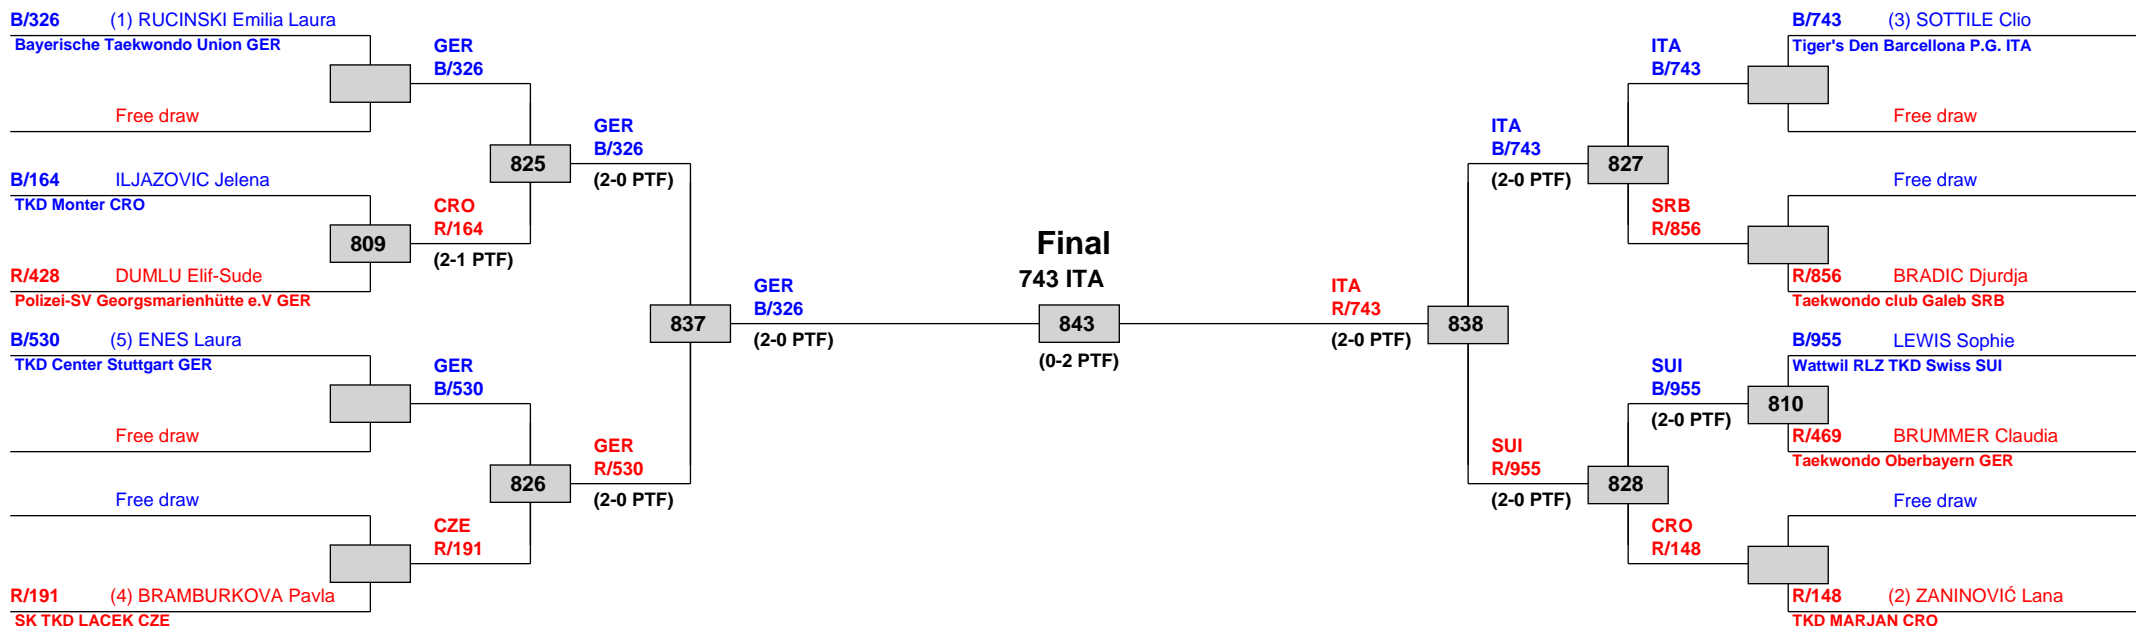 B/326 (1) RUCINSKI Emilia Laura
Bayerische Taekwondo Union GER
GER
B/326
Free draw
GER
B/326
(2-0 PTF)
825
B/164 ILJAZOVIC Jelena
TKD Monter CRO
CRO
R/164
(2-1 PTF)
809
R/428 DUMLU Elif-Sude
Polizei-SV Georgsmarienhütte e.V GER
GER
B/326
(2-0 PTF)
837
B/530 (5) ENES Laura
TKD Center Stuttgart GER
GER
B/530
Free draw
GER
R/530
(2-0 PTF)
826
Free draw
CZE
R/191
R/191 (4) BRAMBURKOVA Pavla
SK TKD LACEK CZE
Final
743 ITA
843
(0-2 PTF)
B/743 (3) SOTTILE Clio
Tiger's Den Barcellona P.G. ITA
ITA
B/743
Free draw
ITA
B/743
(2-0 PTF)
827
Free draw
SRB
R/856
R/856 BRADIC Djurdja
Taekwondo club Galeb SRB
ITA
R/743
(2-0 PTF)
838
B/955 LEWIS Sophie
Wattwil RLZ TKD Swiss SUI
SUI
B/955
(2-0 PTF)
810
R/469 BRUMMER Claudia
Taekwondo Oberbayern GER
SUI
R/955
(2-0 PTF)
828
Free draw
CRO
R/148
R/148 (2) ZANINOVIĆ Lana
TKD MARJAN CRO